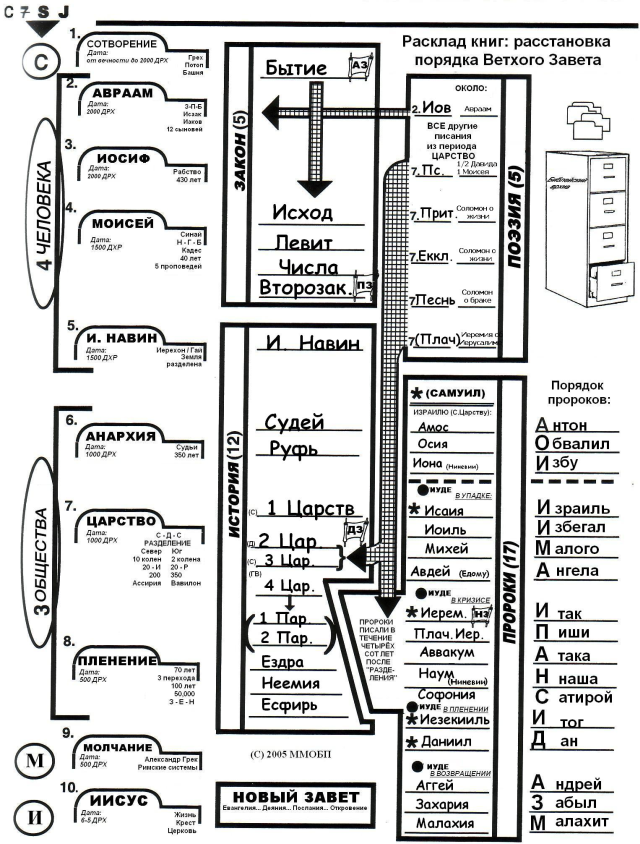 C 7 S J
Расклад книг: расстановка
порядка Ветхого Завета
С
1.
СОТВОРЕНИЕ
Дата:
от вечности до 2000 ДРХ
Грех
Потоп
Башня
4 ЧЕЛОВЕКА
2.
АВРААМ
Дата:
2000 ДРХ
З-П-Б
Исаак
Иаков
12 сыновей
3.
ИОСИФ
Дата:
2000 ДРХ
Рабство
430 лет
4.
МОИСЕЙ
Дата:
1500 ДХР
Синай
Н - Г - Б
Кадес
40 лет
5 проповедей
5.
И. НАВИН
Дата:
1500 ДХР
Иерехон / Гай
Земля
разделена
3 ОБЩЕСТВА
6.
АНАРХИЯ
Дата:
1000 ДРХ
Судьи
350 лет
7.
ЦАРСТВО
Дата:
1000 ДРХ
С - Д - С
РАЗДЕЛЕНИЕ
Север Юг
10 колен 2 колена
20 - И 20 - Р
200 350
Ассирия Вавилон
8.
ПЛЕНЕНИЕ
Дата:
500 ДРХ
70 лет
3 перехода
100 лет
50,000
З - Е - Н
М
9.
МОЛЧАНИЕ
Дата:
500 ДРХ
Александр Грек
Римские системы
И
10.
ИИСУС
Дата:
6-5 ДРХ
Жизнь
Крест
Церковь
ЗАКОН (5)
Бытие
АЗ
Исход
Левит
Числа
Второзак.
ПЗ
ИСТОРИЯ (12)
И. Навин
Судей
Руфь
(С) 1 Царств
ДЗ
(Д) 2 Цар.
(С) 3 Цар.
(ГВ)
4 Цар.
1 Пар.
2 Пар.
Ездра
Неемия
Есфирь
(С) 2005 ММОБП
НОВЫЙ ЗАВЕТ
Евангелия... Деяния... Послания... Откровение
ПОЭЗИЯ (5)
ОКОЛО:
2. Иов
Авраам
ВСЕ другие
писания
из периода
ЦАРСТВО
7. Пс.
1/2 Давида
1 Моисея
7. Прит.
Соломон о
жизни
7. Еккл.
Соломон о
жизни
7 Песнь
Соломон
о браке
7 (Плач)
Иеремия о
Иерусалим
Библейский
архив
ПРОРОКИ (17)
* (САМУИЛ)
ИЗРАИЛЮ (С.Царству):
Амос
Осия
Иона (Ниневии)
ИУДЕ
В УПАДКЕ:
* Исаия
Иоиль
Михей
Авдей (Едому)
ИУДЕ
В КРИЗИСЕ
* Иерем.
НЗ
Плач. Иер.
Аввакум
Наум
(Ниневии)
Софония
ИУДЕ
В ПЛЕНЕНИИ
* Иезекииль
* Даниил
ИУДЕ
В ВОЗВРАЩЕНИИ
Аггей
Захария
Малахия
ПРОРОКИ
ПИСАЛИ В
ТЕЧЕНИЕ
ЧЕТЫРЁХ
СОТ ЛЕТ
ПОСЛЕ
"РАЗДЕ-
ЛЕНИЯ"
Порядок
пророков:
Антон
Обвалил
Избу
Израиль
Избегал
Малого
Ангела
Итак
Пиши
Атака
Наша
Сатирой
Итог
Дан
Андрей
Забыл
Малахит